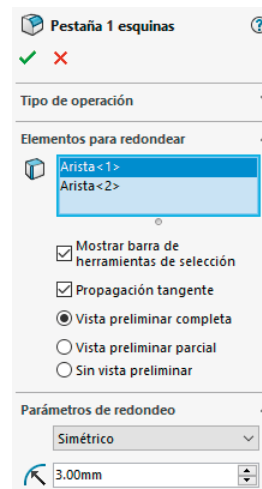 Pestaña 1 esquinas
Tipo de operación
Elementos para redondear
Arista<1>
Arista<2>
Mostrar barra de
herramientas de selección
Propagación tangente
Vista preliminar completa
Vista preliminar parcial
Sin vista preliminar
Parámetros de redondeo
Simétrico
3.00mm